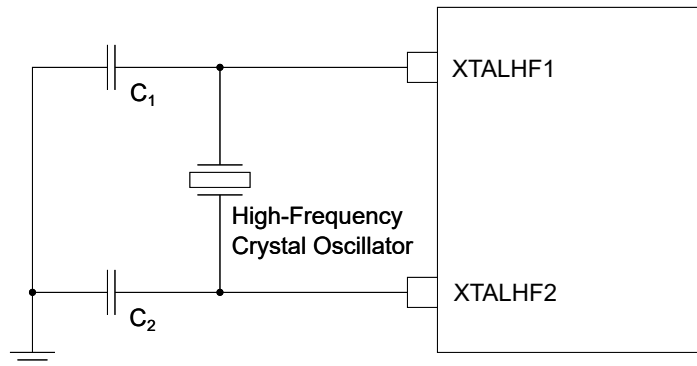 XTALHF1
C₁
High-Frequency
Crystal Oscillator
XTALHF2
C₂